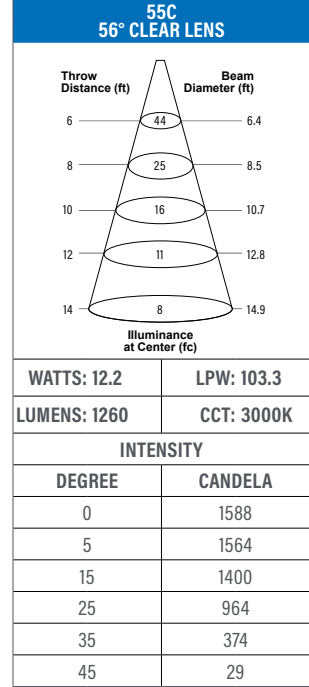 55C
56° CLEAR LENS
Throw Beam
Distance (ft) Diameter (ft)
6 44 6.4
8 25 8.5
10 16 10.7
12 11 12.8
14 8 14.9
Illuminance
at Center (fc)
WATTS: 12.2 LPW: 103.3
LUMENS: 1260 CCT: 3000K
INTENSITY
DEGREE CANDELA
0 1588
5 1564
15 1400
25 964
35 374
45 29